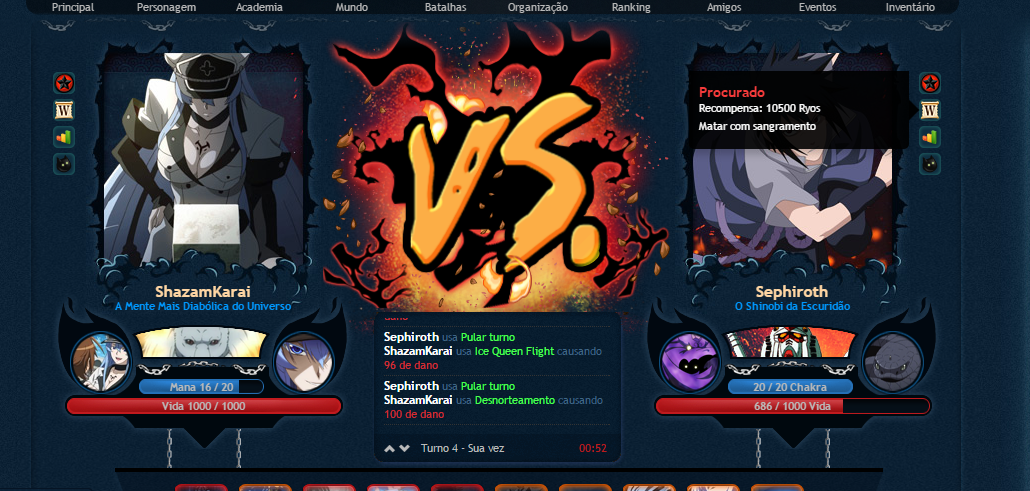 Principal Personagem Academia Mundo Batalhas Organização Ranking Amigos Eventos Inventário
VS.
W
W
Procurado
Recompensa: 10500 Ryos
Matar com sangramento
ShazamKarai
A Mente Mais Diabólica do Universo
Mana 16 / 20
Vida 1000 / 1000
Sephiroth
O Shinobi da Escuridão
20 / 20 Chakra
686 / 1000 Vida
dano
Sephiroth usa Pular turno
ShazamKarai usa Ice Queen Flight causando
96 de dano
Sephiroth usa Pular turno
ShazamKarai usa Desnorteamento causando
100 de dano
Turno 4 - Sua vez 00:52